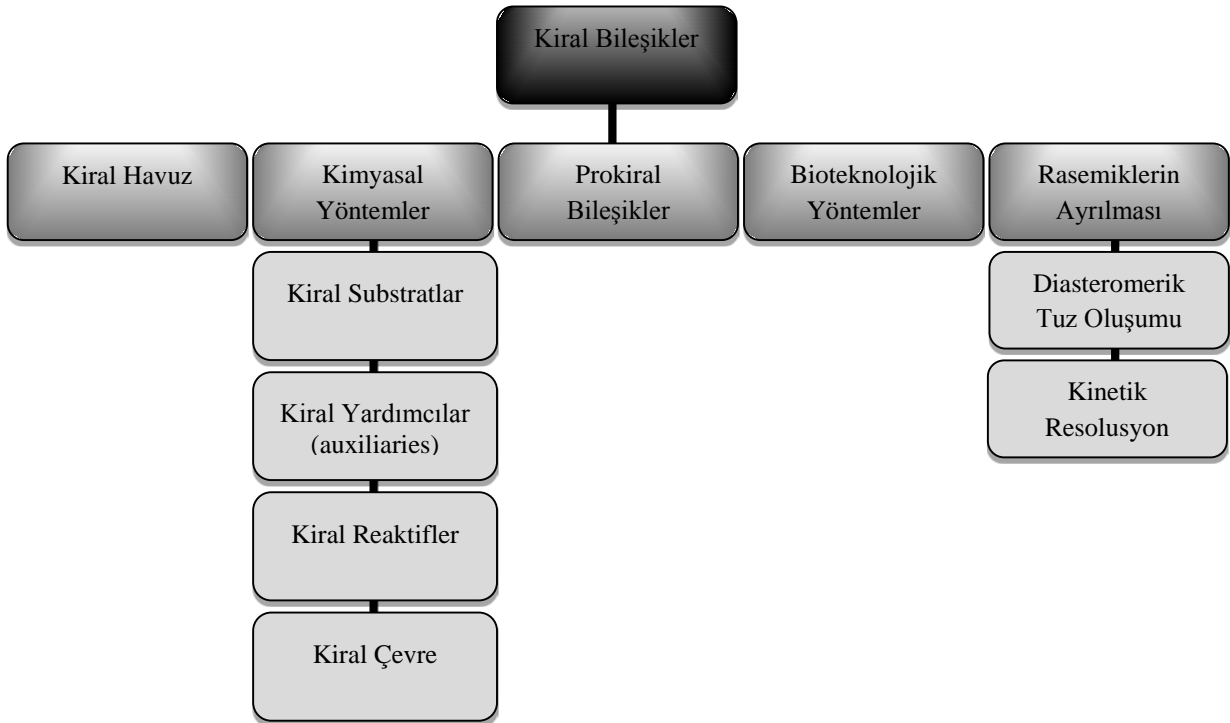 Kiral Bileşikler
Kiral Havuz
Kimyasal
Yöntemler
Prokiral
Bileşikler
Bioteknolojik
Yöntemler
Rasemiklerin
Ayrılması
Kiral Substratlar
Kiral Yardımcılar
(auxiliaries)
Kiral Reaktifler
Kiral Çevre
Diasteromerik
Tuz Oluşumu
Kinetik
Resolusyon